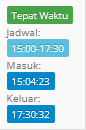 Tepat Waktu
Jadwal:
15:00-17:30
Masuk:
15:04:23
Keluar:
17:30:32